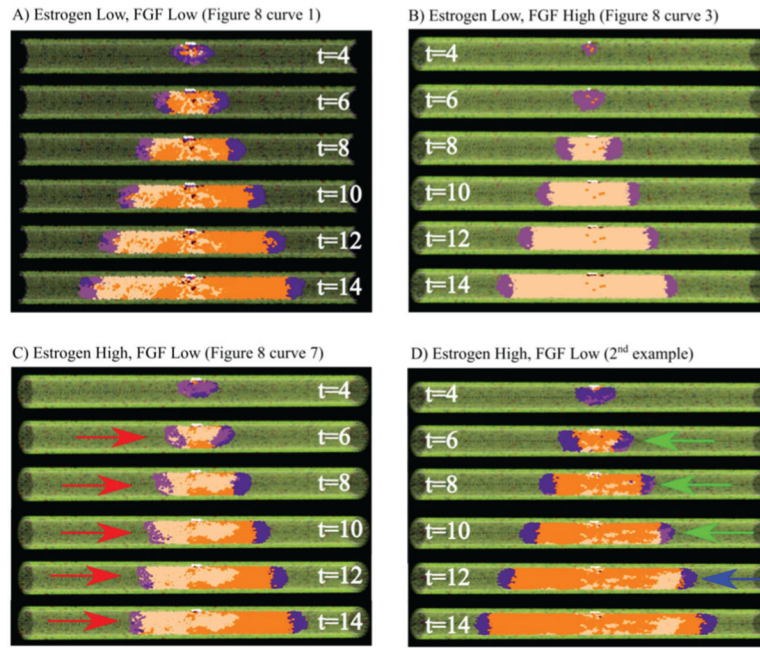 A) Estrogen Low, FGF Low (Figure 8 curve 1)
t=4
t=6
t=8
t=10
t=12
t=14
B) Estrogen Low, FGF High (Figure 8 curve 3)
t=4
t=6
t=8
t=10
t=12
t=14
C) Estrogen High, FGF Low (Figure 8 curve 7)
t=4
t=6
t=8
t=10
t=12
t=14
D) Estrogen High, FGF Low (2nd example)
t=4
t=6
t=8
t=10
t=12
t=14